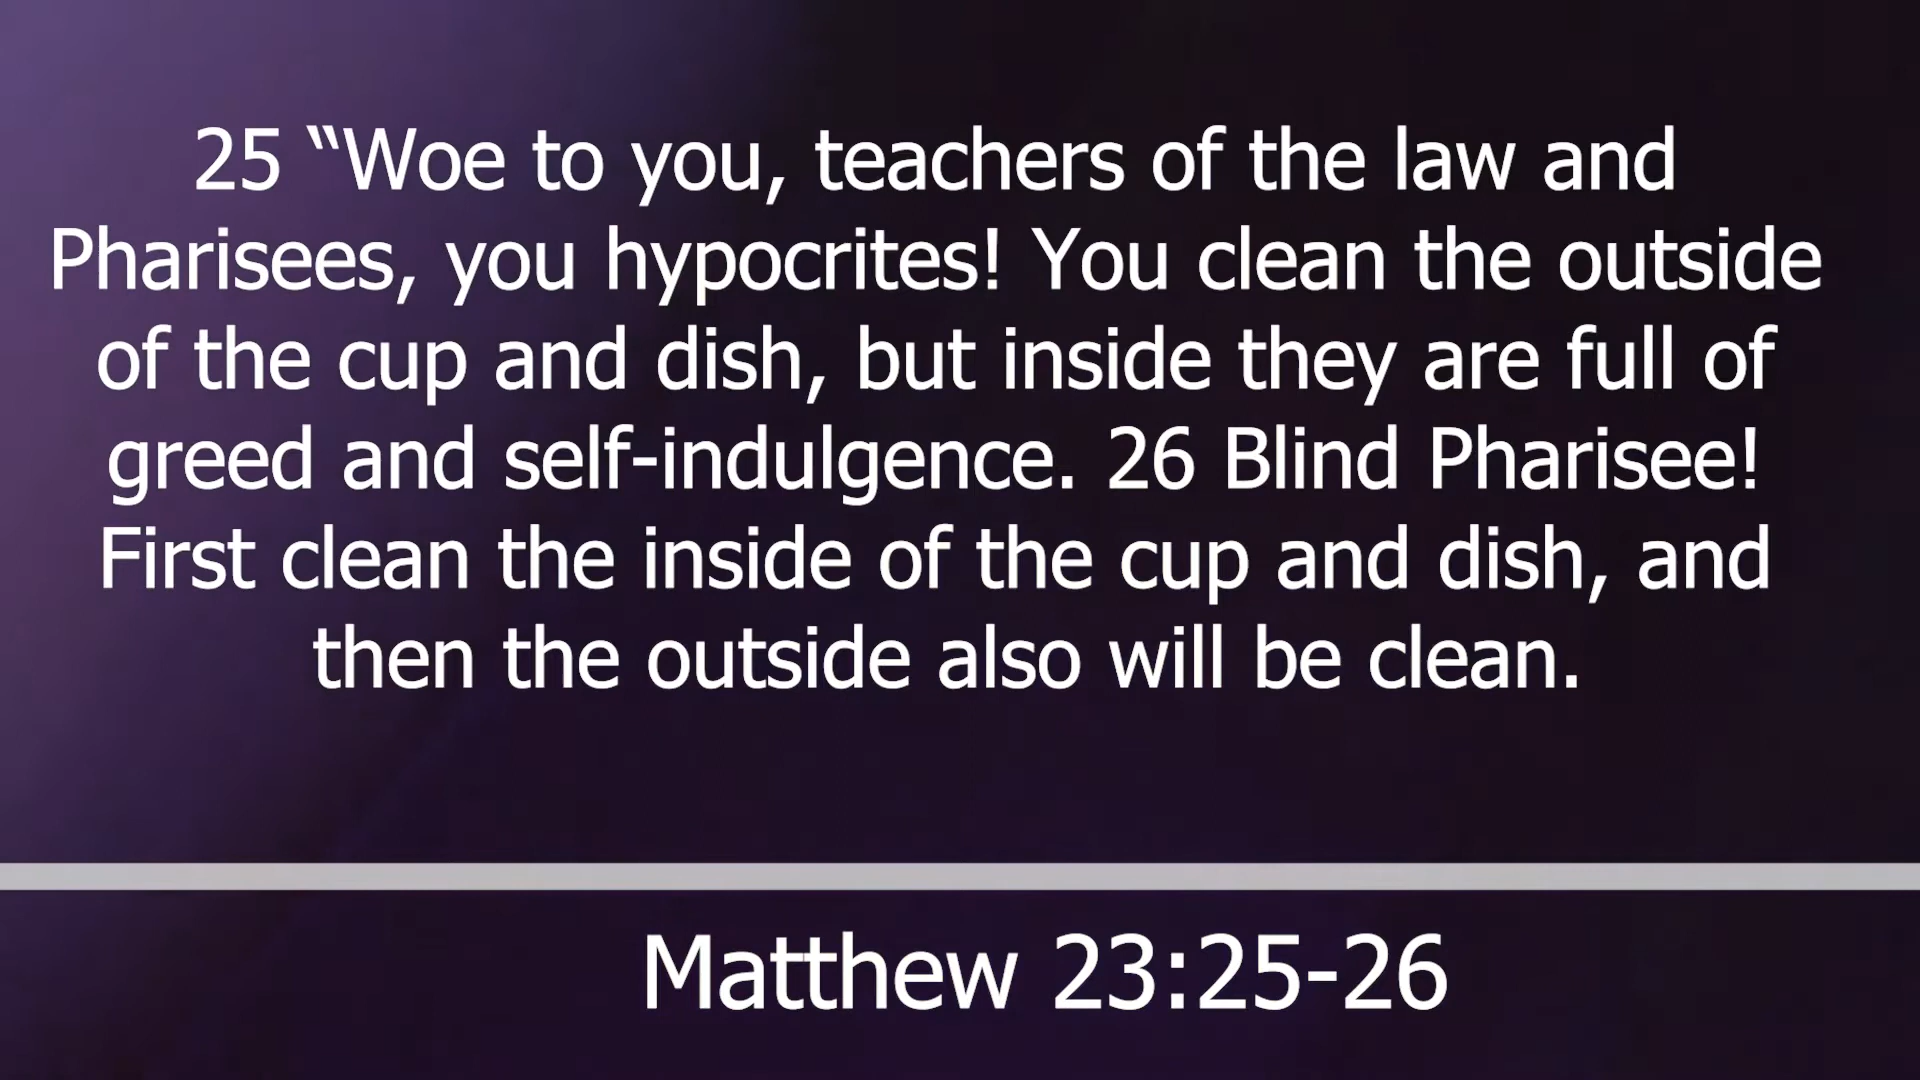 25 “Woe to you, teachers of the law and
Pharisees, you hypocrites! You clean the outside
of the cup and dish, but inside they are full of
greed and self-indulgence. 26 Blind Pharisee!
First clean the inside of the cup and dish, and
then the outside also will be clean.
Matthew 23:25-26